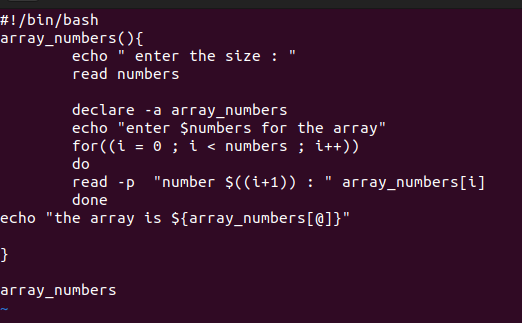 #!/bin/bash
array_numbers(){
        echo " enter the size : "
        read numbers

        declare -a array_numbers
        echo "enter $numbers for the array"
        for((i = 0 ; i < numbers ; i++))
        do
        read -p  "number $((i+1)) : " array_numbers[i]
        done
echo "the array is ${array_numbers[@]}"

}

array_numbers
~